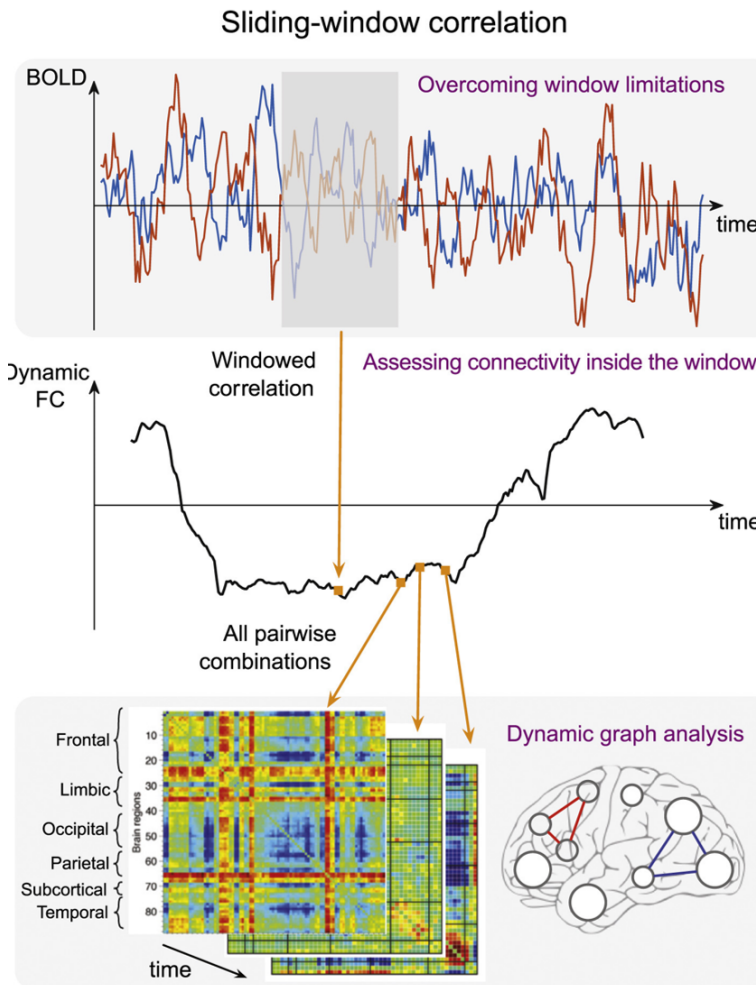 Sliding-window correlation
BOLD
Overcoming window limitations
time
Windowed
correlation
Assessing connectivity inside the window
Dynamic
FC
time
All pairwise
combinations
Dynamic graph analysis
Frontal
Limbic
Occipital
Parietal
Subcortical
Temporal
Brain regions
10
20
30
40
50
60
70
80
time